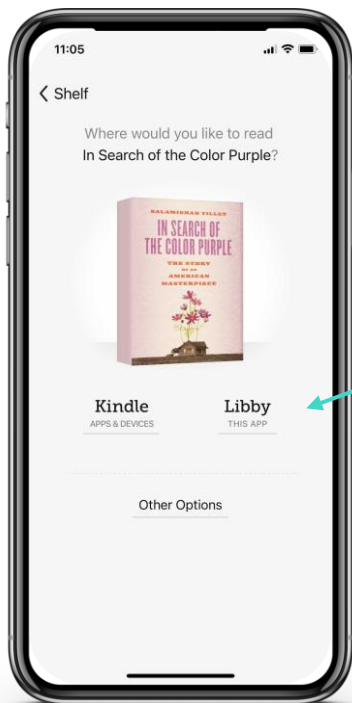 11:05
Shelf
Where would you like to read
In Search of the Color Purple?
SALAMISHAH TILLET
IN SEARCH OF
THE COLOR PURPLE
THE STORY
OF AN
AMERICAN
MASTERPIECE
Kindle
APPS & DEVICES
Libby
THIS APP
Other Options